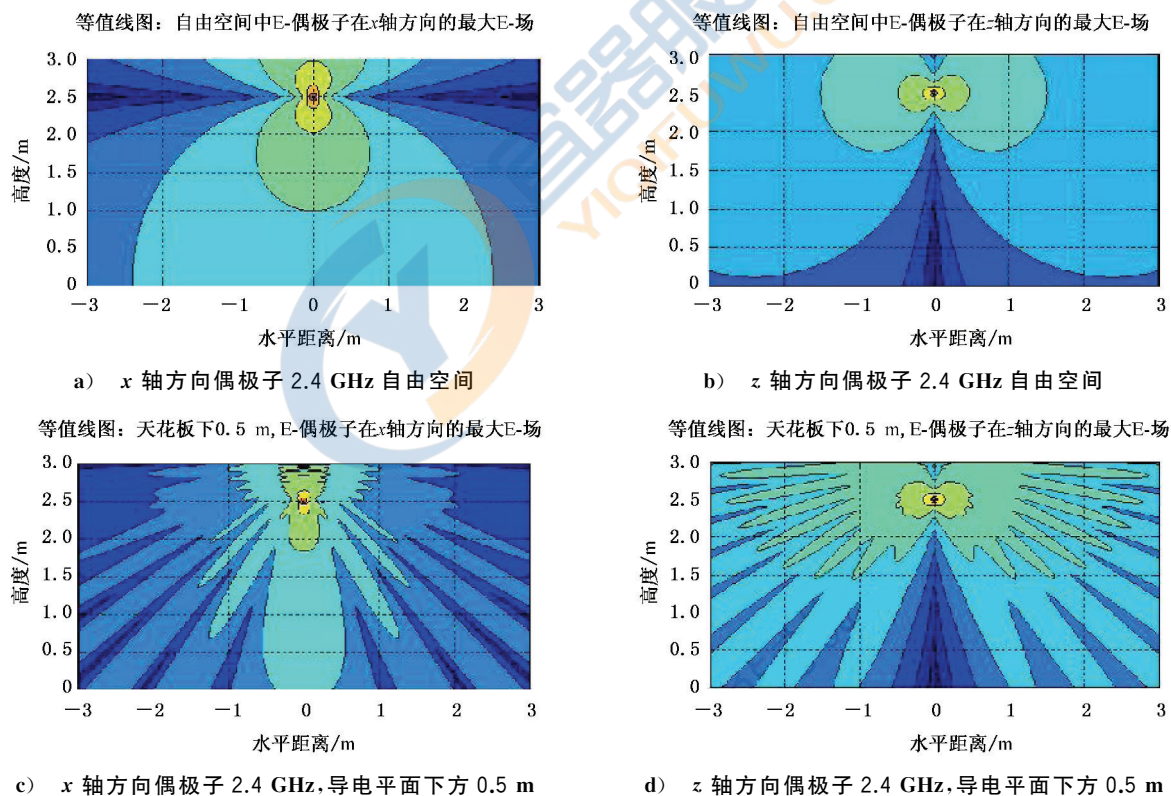 等值线图：自由空间中E-偶极子在x轴方向的最大E-场
3.0
2.5
2.0
1.5
1.0
0.5
0
高度/m
−3 −2 −1 0 1 2 3
水平距离/m
a) x 轴方向偶极子 2.4 GHz 自由空间
等值线图：自由空间中E-偶极子在z轴方向的最大E-场
3.0
2.5
2.0
1.5
1.0
0.5
0
高度/m
−3 −2 −1 0 1 2 3
水平距离/m
b) z 轴方向偶极子 2.4 GHz 自由空间
等值线图：天花板下0.5 m, E-偶极子在x轴方向的最大E-场
3.0
2.5
2.0
1.5
1.0
0.5
0
高度/m
−3 −2 −1 0 1 2 3
水平距离/m
c) x 轴方向偶极子 2.4 GHz,导电平面下方 0.5 m
等值线图：天花板下0.5 m, E-偶极子在z轴方向的最大E-场
3.0
2.5
2.0
1.5
1.0
0.5
0
高度/m
−3 −2 −1 0 1 2 3
水平距离/m
d) z 轴方向偶极子 2.4 GHz,导电平面下方 0.5 m